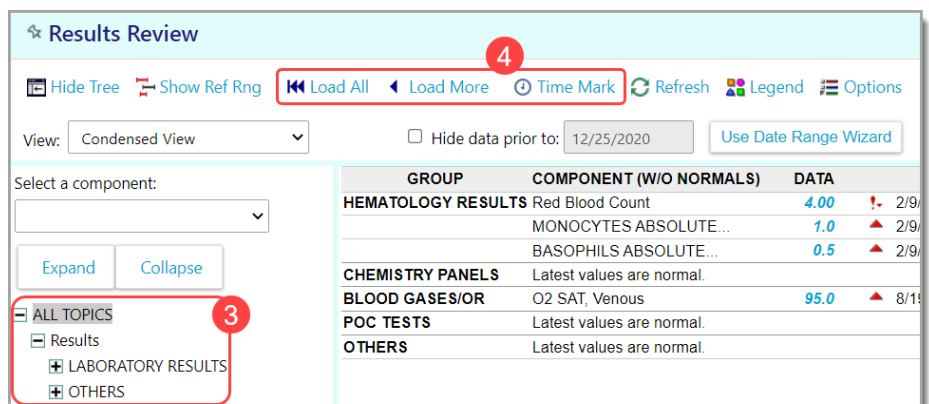 Results Review
4
Hide Tree Show Ref Rng Load All Load More Time Mark Refresh Legend Options
View: Condensed View Hide data prior to: 12/25/2020 Use Date Range Wizard
Select a component:
Expand Collapse
ALL TOPICS 3
Results
LABORATORY RESULTS
OTHERS
GROUP COMPONENT (W/O NORMALS) DATA
HEMATOLOGY RESULTS Red Blood Count 4.00 2/9/
MONOCYTES ABSOLUTE... 1.0 2/9/
BASOPHILS ABSOLUTE... 0.5 2/9/
CHEMISTRY PANELS Latest values are normal.
BLOOD GASES/OR O2 SAT, Venous 95.0 8/19
POC TESTS Latest values are normal.
OTHERS Latest values are normal.